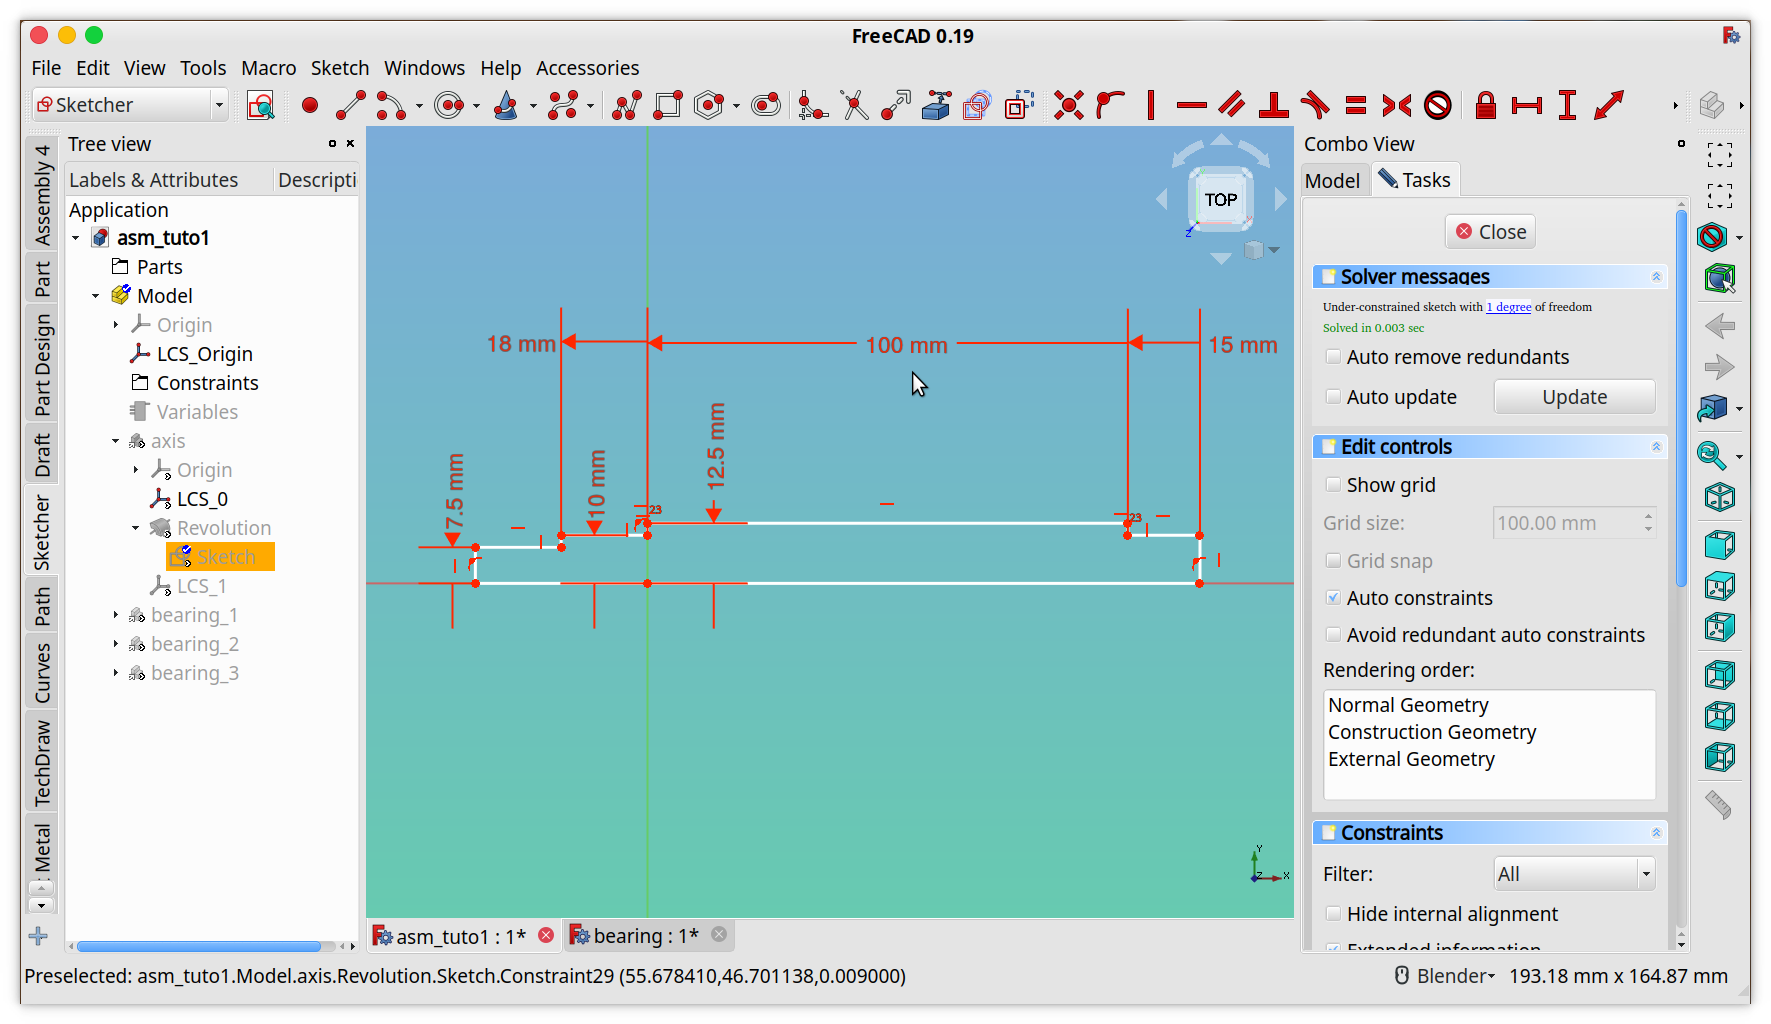 FreeCAD 0.19
File Edit View Tools Macro Sketch Windows Help Accessories
Sketcher
Tree view
Labels & Attributes Descripti
Application
asm_tuto1
Parts
Model
Origin
LCS_Origin
Constraints
Variables
axis
Origin
LCS_0
Revolution
Sketch
LCS_1
bearing_1
bearing_2
bearing_3
Assembly 4
Part
Part Design
Draft
Sketcher
Path
Curves
TechDraw
Metal
TOP
Z
18 mm
100 mm
15 mm
7.5 mm
10 mm
12.5 mm
23
23
Y
Z
X
asm_tuto1 : 1*
bearing : 1*
Combo View
Model
Tasks
Close
Solver messages
Under-constrained sketch with 1 degree of freedom
Solved in 0.003 sec
Auto remove redundants
Auto update
Update
Edit controls
Show grid
Grid size: 100.00 mm
Grid snap
Auto constraints
Avoid redundant auto constraints
Rendering order:
Normal Geometry
Construction Geometry
External Geometry
Constraints
Filter: All
Hide internal alignment
Extended information
Preselected: asm_tuto1.Model.axis.Revolution.Sketch.Constraint29 (55.678410,46.701138,0.009000)
Blender
193.18 mm x 164.87 mm